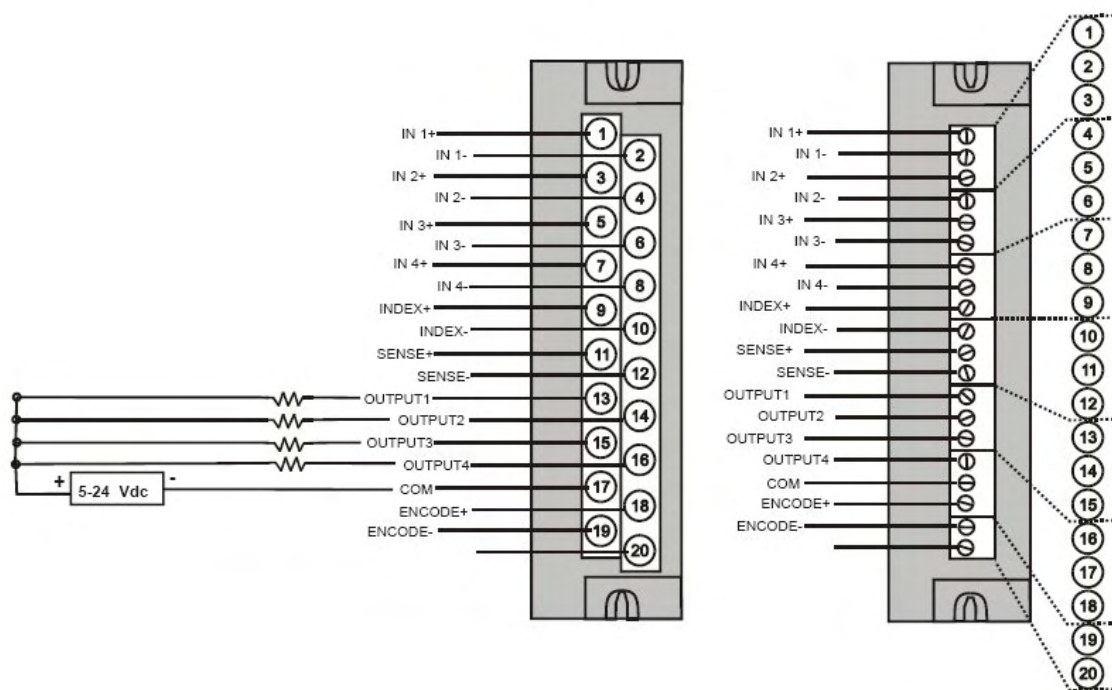 IN 1+
IN 1-
IN 2+
IN 2-
IN 3+
IN 3-
IN 4+
IN 4-
INDEX+
INDEX-
SENSE+
SENSE-
OUTPUT1
OUTPUT2
OUTPUT3
OUTPUT4
COM
ENCODE+
ENCODE-
+ 5-24 Vdc -
1
2
3
4
5
6
7
8
9
10
11
12
13
14
15
16
17
18
19
20
IN 1+
IN 1-
IN 2+
IN 2-
IN 3+
IN 3-
IN 4+
IN 4-
INDEX+
INDEX-
SENSE+
SENSE-
OUTPUT1
OUTPUT2
OUTPUT3
OUTPUT4
COM
ENCODE+
ENCODE-
1
2
3
4
5
6
7
8
9
10
11
12
13
14
15
16
17
18
19
20